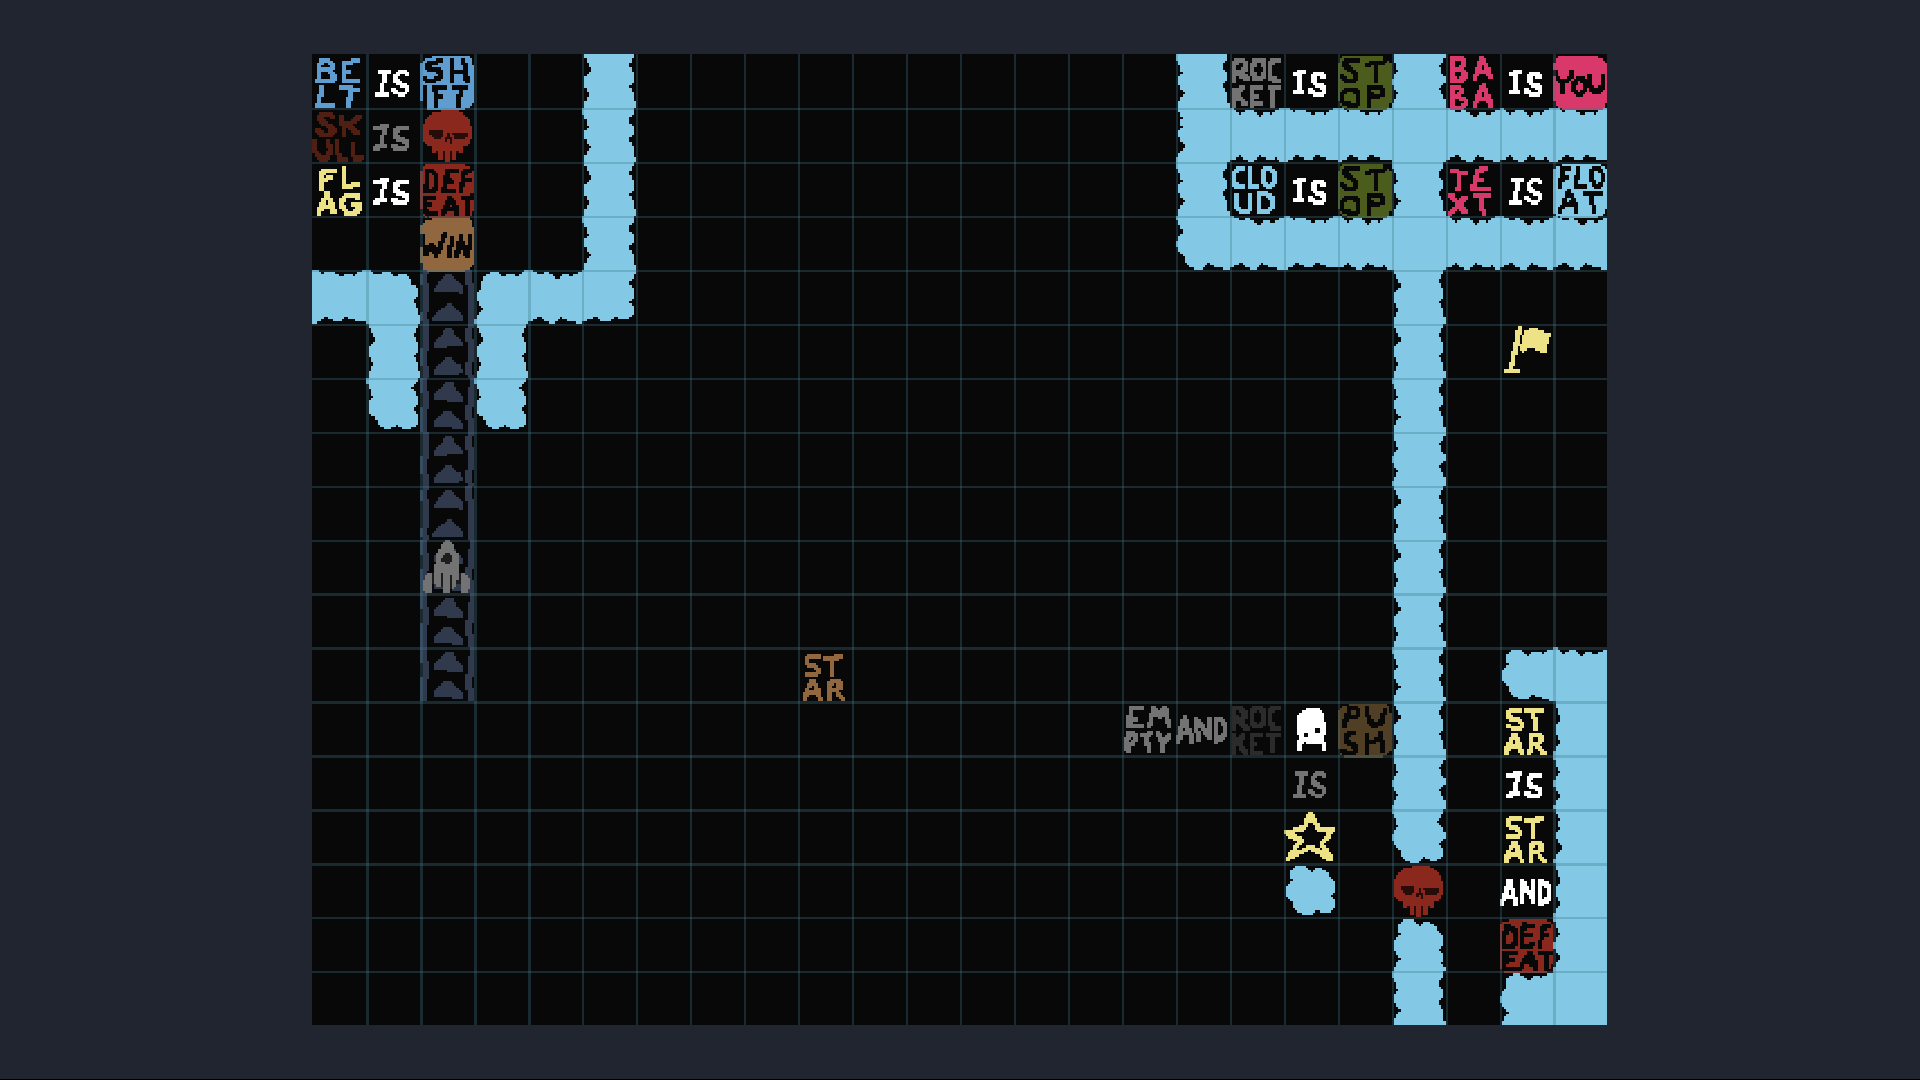 BELT IS SHIFT ROCKET IS STOP BABA IS YOU
SKULL IS
FLAG IS DEFEAT CLOUD IS STOP TEXT IS FLOAT
WIN
STAR
EMPTY AND ROCKET PUSH STAR
IS IS
STAR
AND
DEFEAT